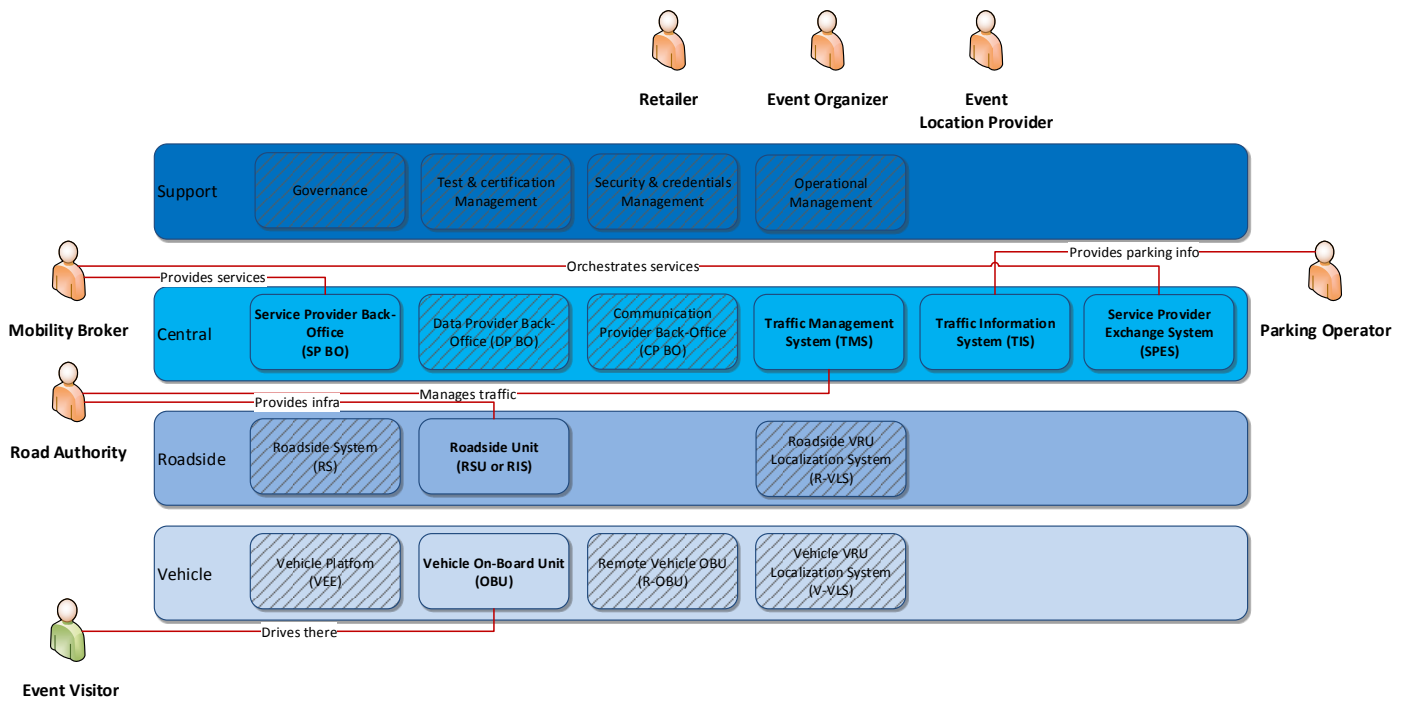 Retailer
Event Organizer
Event
Location Provider
Support
Governance
Test & certification
Management
Security & credentials
Management
Operational
Management
Provides parking info
Orchestrates services
Provides services
Mobility Broker
Parking Operator
Central
Service Provider Back-
Office
(SP BO)
Data Provider Back-
Office (DP BO)
Communication
Provider Back-Office
(CP BO)
Traffic Management
System (TMS)
Traffic Information
System (TIS)
Service Provider
Exchange System
(SPES)
Manages traffic
Provides infra
Road Authority
Roadside
Roadside System
(RS)
Roadside Unit
(RSU or RIS)
Roadside VRU
Localization System
(R-VLS)
Vehicle
Vehicle Platfom
(VEE)
Vehicle On-Board Unit
(OBU)
Remote Vehicle OBU
(R-OBU)
Vehicle VRU
Localization System
(V-VLS)
Drives there
Event Visitor